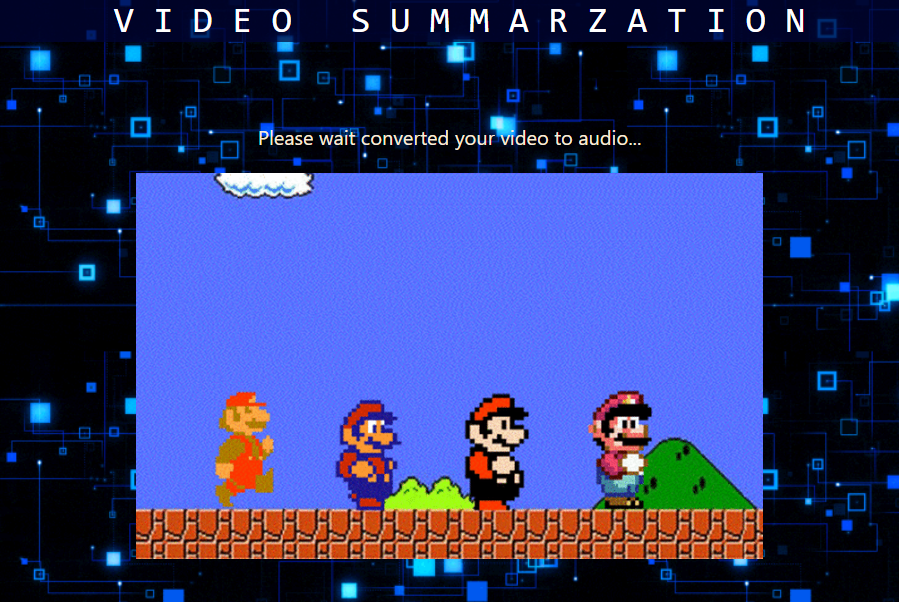 VIDEO SUMMARZATION
Please wait converted your video to audio...